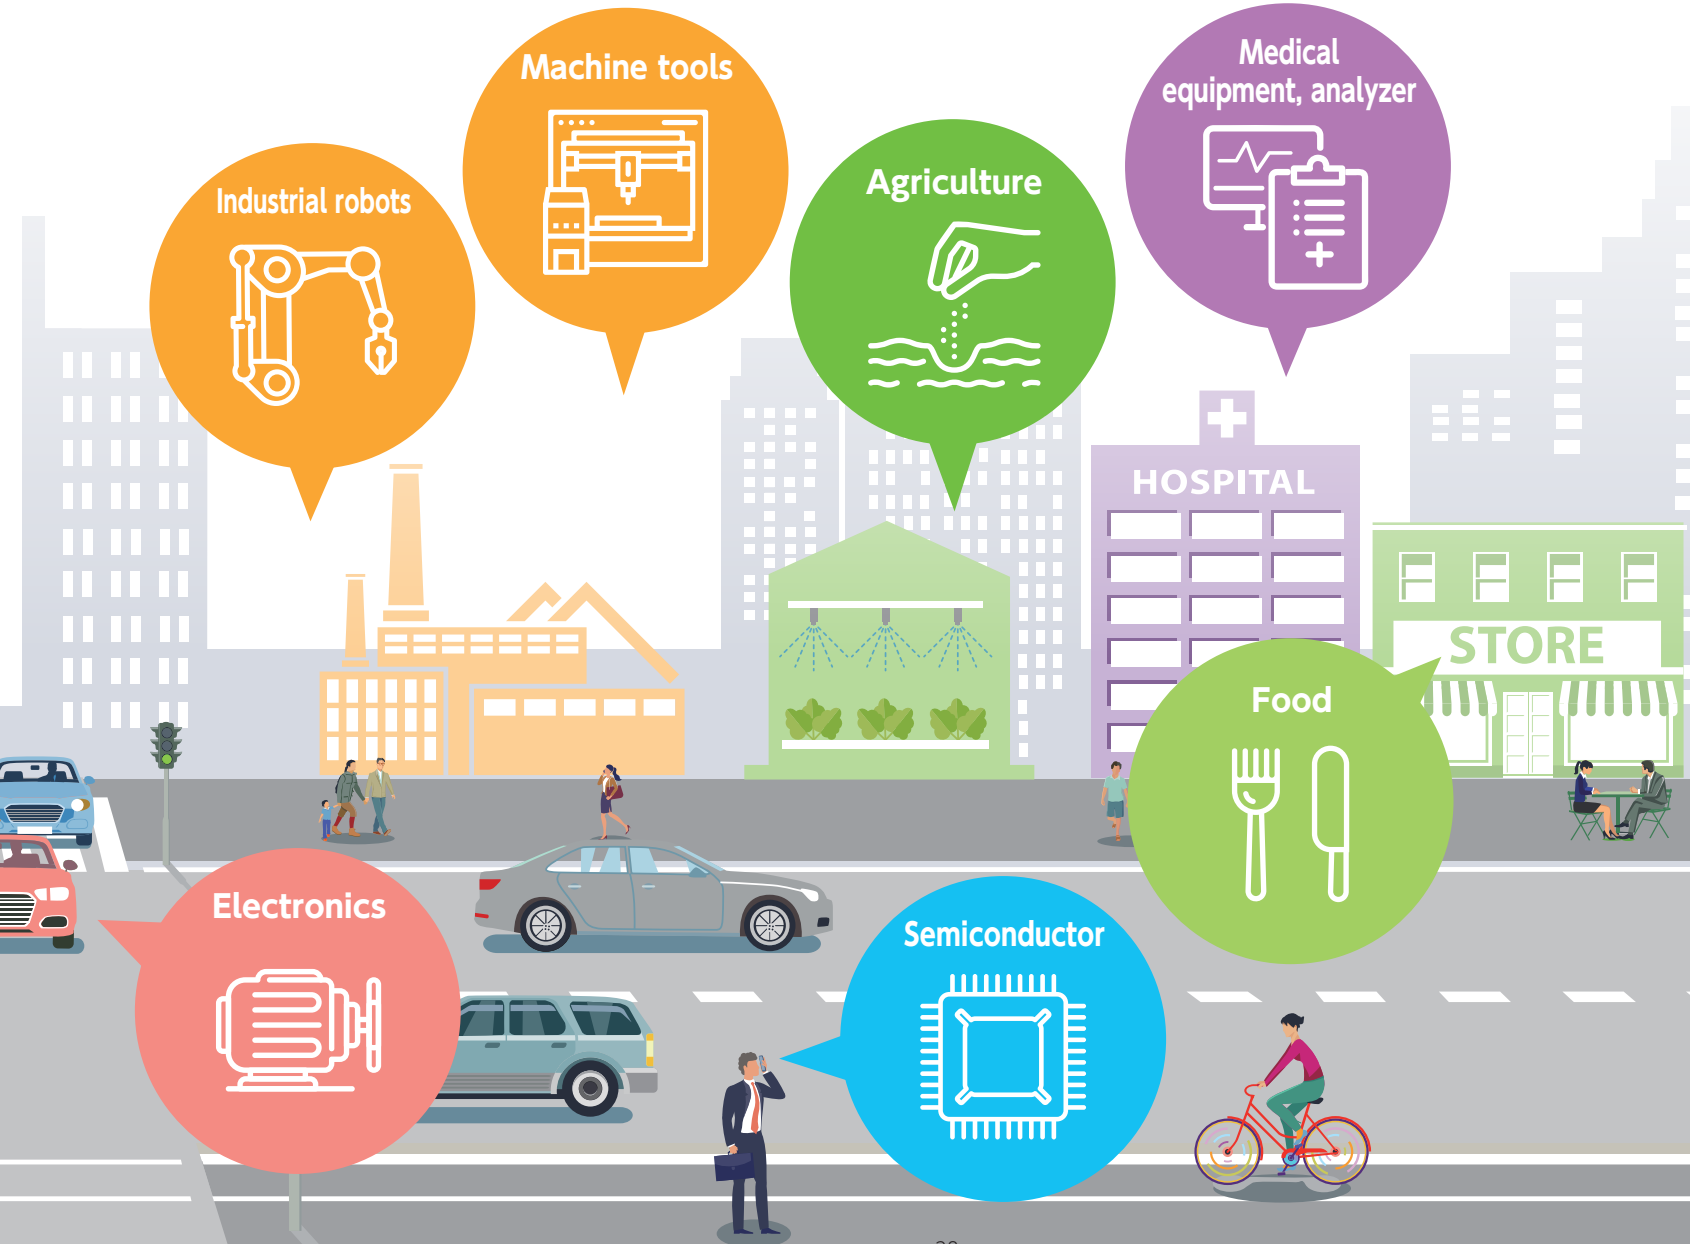 Machine tools
Medical
equipment, analyzer
Agriculture
Industrial robots
HOSPITAL
STORE
Food
Electronics
Semiconductor